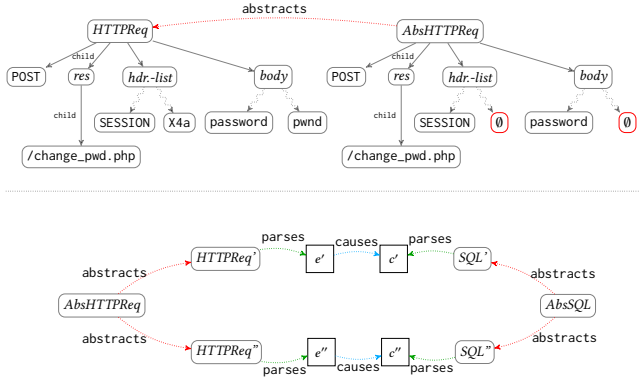 abstracts
HTTPReq AbsHTTPReq
child child
POST res hdr.-list body POST res hdr.-list body
child child
SESSION X4a password pwnd SESSION ∅ password ∅
/change_pwd.php /change_pwd.php
parses causes parses
HTTPReq' e′ c′ SQL'
abstracts abstracts
AbsHTTPReq AbsSQL
abstracts abstracts
HTTPReq" e′′ c′′ SQL"
parses causes parses